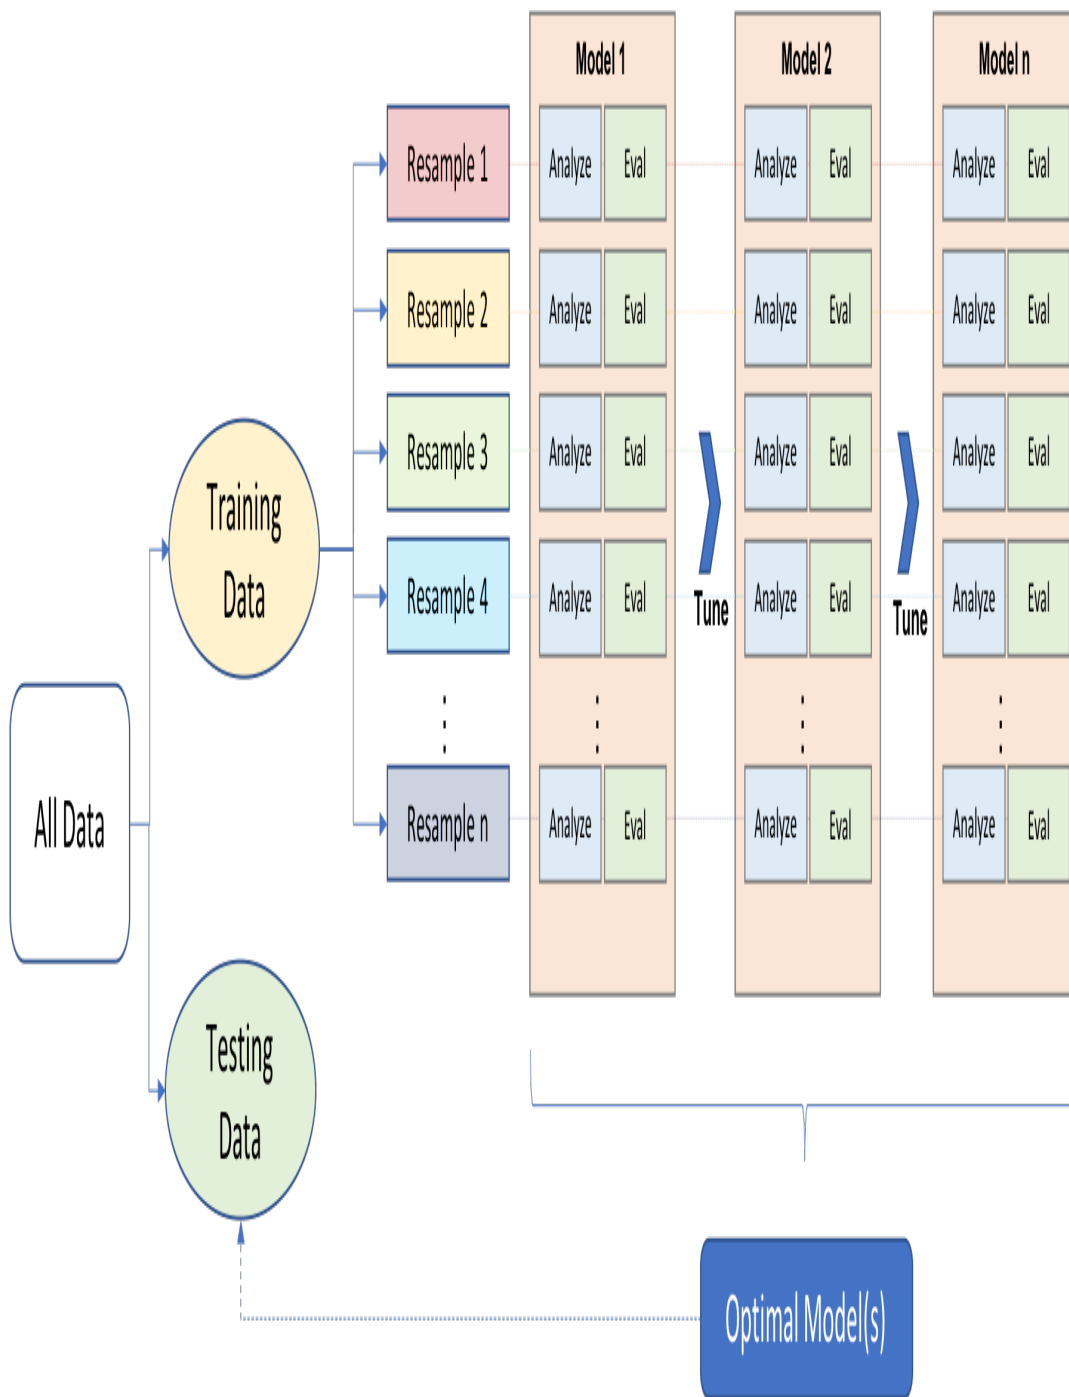 Model 1
Model 2
Model n
Resample 1
Analyze
Eval
Analyze
Eval
Analyze
Eval
Resample 2
Analyze
Eval
Analyze
Eval
Analyze
Eval
Resample 3
Analyze
Eval
Analyze
Eval
Analyze
Eval
Training
Data
Resample 4
Analyze
Eval
Tune
Analyze
Eval
Tune
Analyze
Eval
All Data
Resample n
Analyze
Eval
Analyze
Eval
Analyze
Eval
Testing
Data
Optimal Model(s)